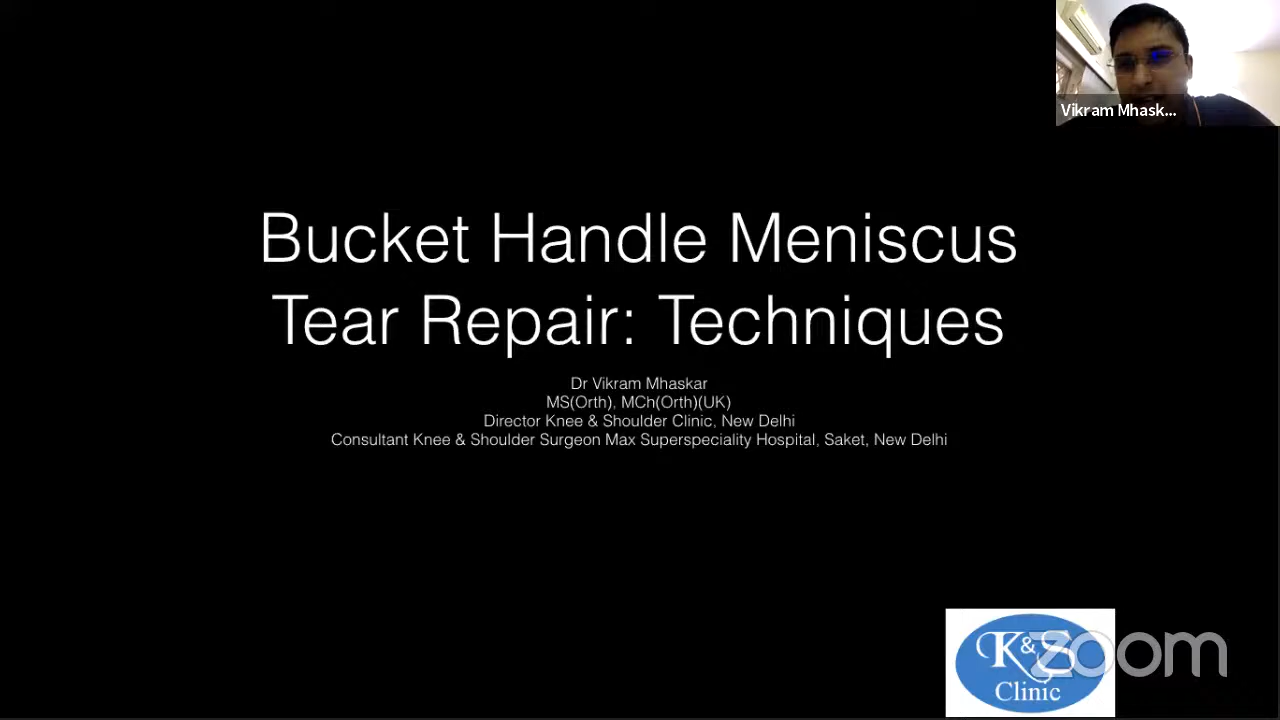 Vikram Mhask...
Bucket Handle Meniscus
Tear Repair: Techniques
Dr Vikram Mhaskar
MS(Orth), MCh(Orth)(UK)
Director Knee & Shoulder Clinic, New Delhi
Consultant Knee & Shoulder Surgeon Max Superspeciality Hospital, Saket, New Delhi
K&S
zoom
Clinic